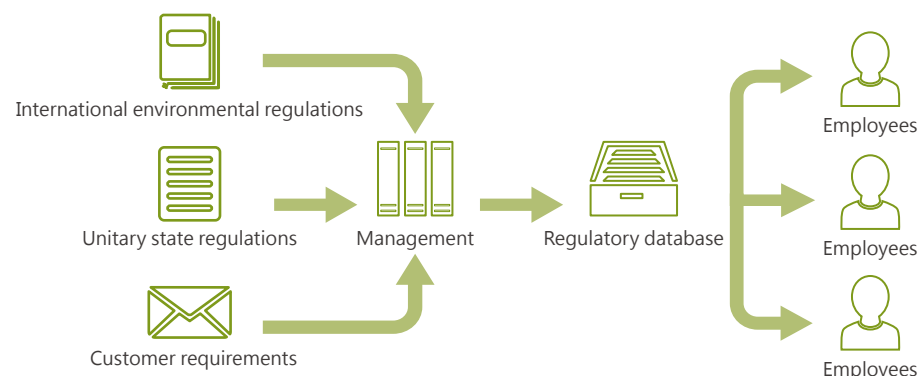 International environmental regulations
Employees
Unitary state regulations
Management
Regulatory database
Employees
Customer requirements
Employees